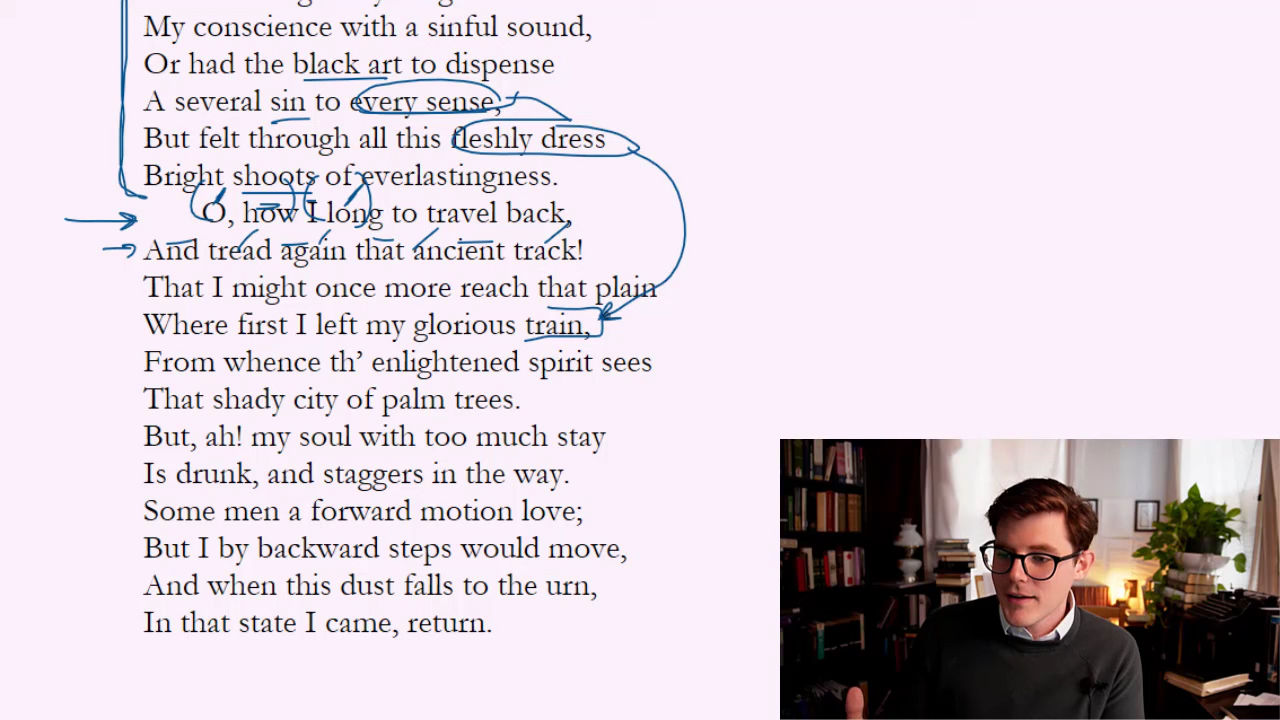 My conscience with a sinful sound,
Or had the black art to dispense
A several sin to every sense,
But felt through all this fleshly dress
Bright shoots of everlastingness.
O, how I long to travel back,
And tread again that ancient track!
That I might once more reach that plain
Where first I left my glorious train,
From whence th’ enlightened spirit sees
That shady city of palm trees.
But, ah! my soul with too much stay
Is drunk, and staggers in the way.
Some men a forward motion love;
But I by backward steps would move,
And when this dust falls to the urn,
In that state I came, return.